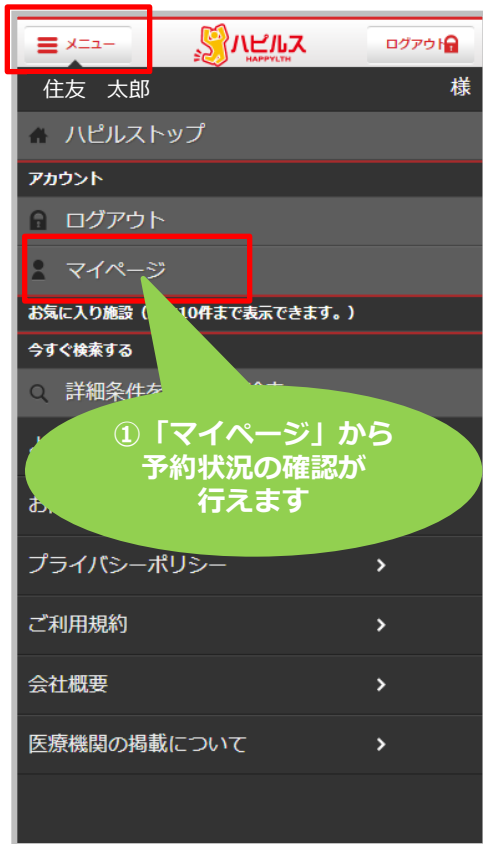 メニュー
ハピルス
HAPPYLTH
ログアウト
住友 太郎 様
ハピルストップ
アカウント
ログアウト
マイページ
お気に入り施設（
10件まで表示できます。）
今すぐ検索する
詳細条件を
①「マイページ」から
予約状況の確認が
行えます
プライバシーポリシー
ご利用規約
会社概要
医療機関の掲載について